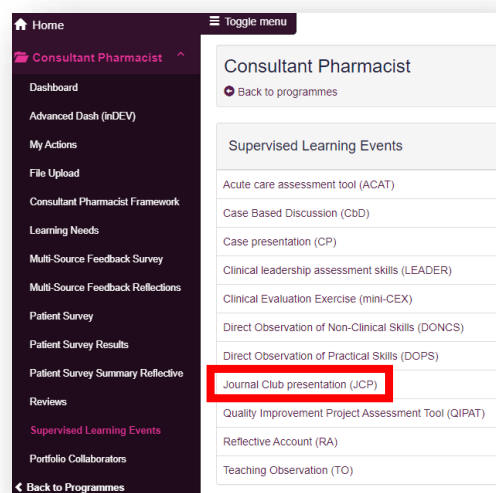 Home
Consultant Pharmacist
Dashboard
Advanced Dash (inDEV)
My Actions
File Upload
Consultant Pharmacist Framework
Learning Needs
Multi-Source Feedback Survey
Multi-Source Feedback Reflections
Patient Survey
Patient Survey Results
Patient Survey Summary Reflective
Reviews
Supervised Learning Events
Portfolio Collaborators
Back to Programmes
Toggle menu
Consultant Pharmacist
Back to programmes
Supervised Learning Events
Acute care assessment tool (ACAT)
Case Based Discussion (CbD)
Case presentation (CP)
Clinical leadership assessment skills (LEADER)
Clinical Evaluation Exercise (mini-CEX)
Direct Observation of Non-Clinical Skills (DONCS)
Direct Observation of Practical Skills (DOPS)
Journal Club presentation (JCP)
Quality Improvement Project Assessment Tool (QIPAT)
Reflective Account (RA)
Teaching Observation (TO)